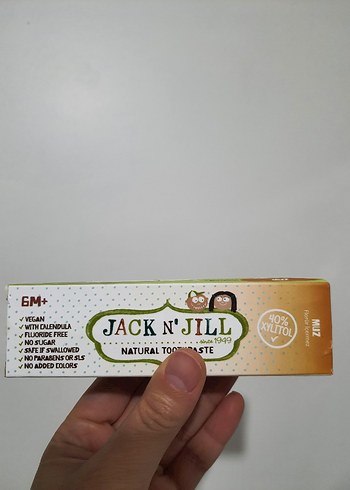 6M+
VEGAN
WITH CALENDULA
FLUORIDE FREE
NO SUGAR
SAFE IF SWALLOWED
NO PARABENS OR SLS
NO ADDED COLORS
JACK N' JILL
since 1949
NATURAL TOOTHPASTE
40%
XYLITOL
MUZ